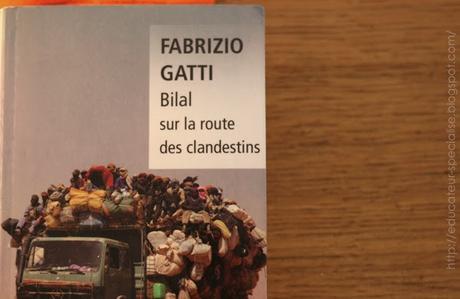 FABRIZIO
GATTI
Bilal
sur la route
des clandestins
http://educateur-specialise.blogspot.com/